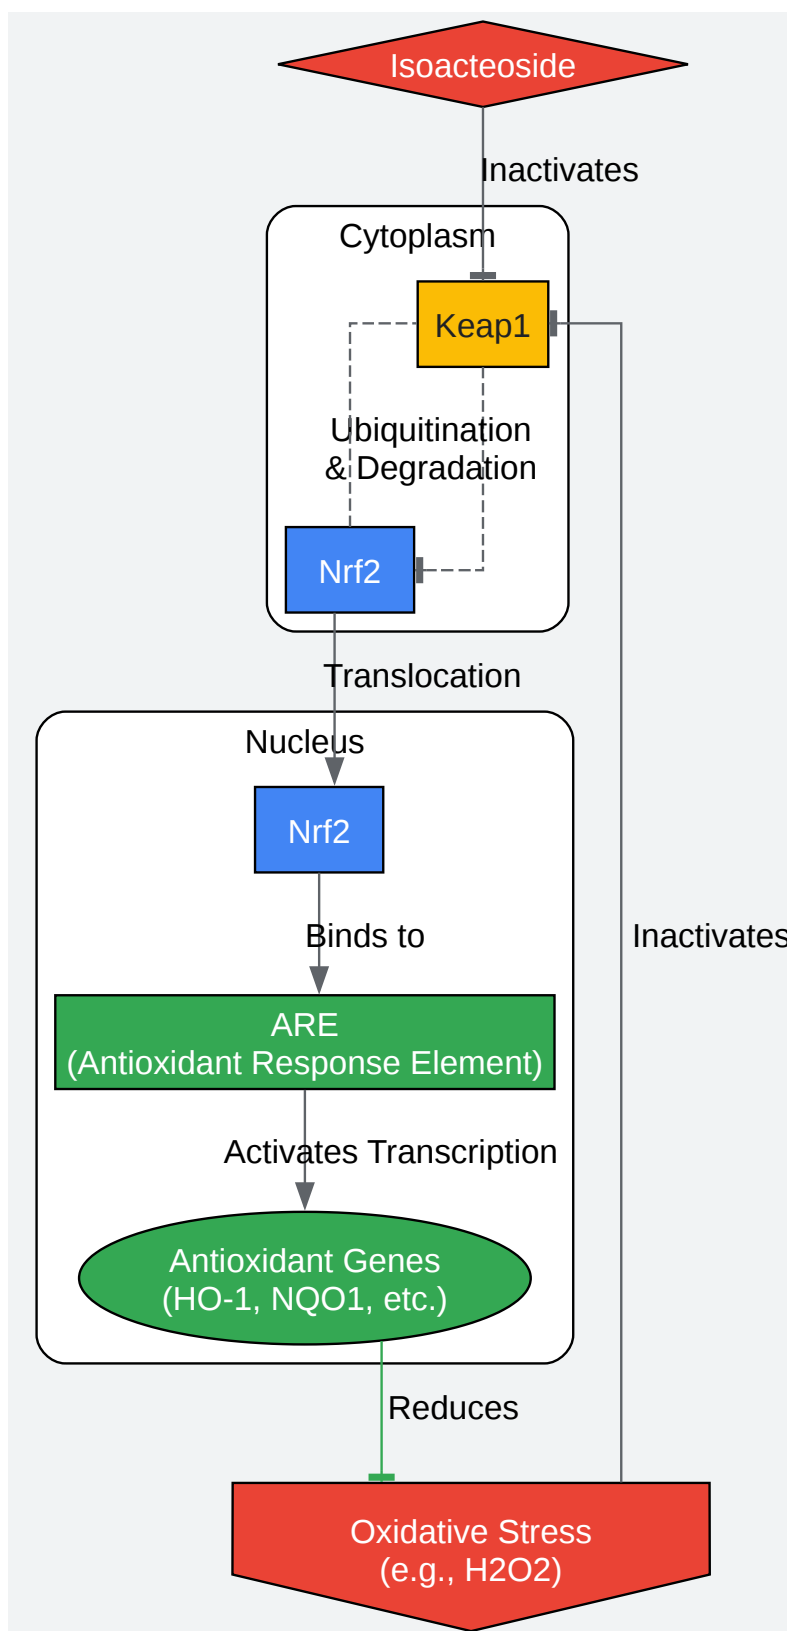 Isoacteoside
Inactivates
Cytoplasm
Keap1
Ubiquitination
& Degradation
Nrf2
Translocation
Nucleus
Nrf2
Binds to
Inactivates
ARE
(Antioxidant Response Element)
Activates Transcription
Antioxidant Genes
(HO-1, NQO1, etc.)
Reduces
Oxidative Stress
(e.g., H2O2)